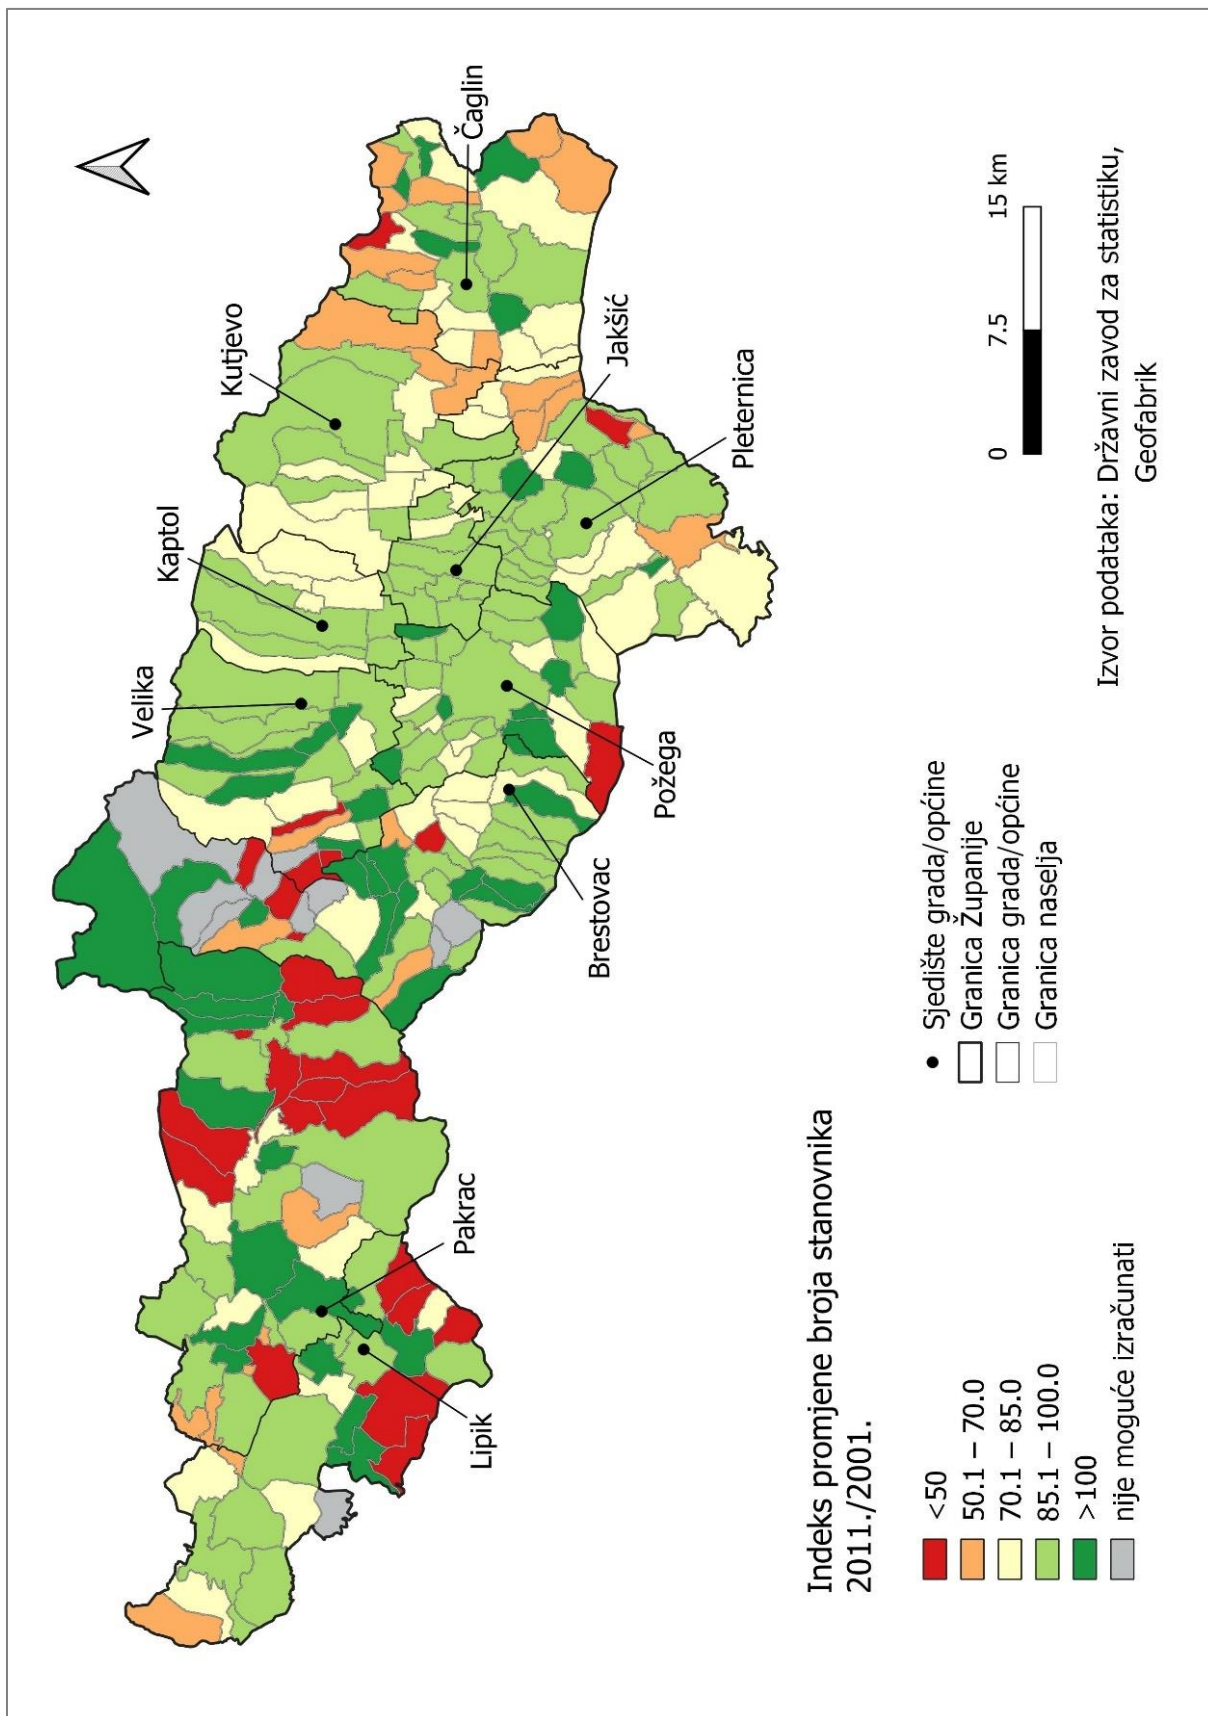 Čaglin
Kutjevo
Jakšić
Pleternica
Kaptol
Velika
Požega
Brestovac
Pakrac
Lipik
Indeks promjene broja stanovnika
2011./2001.
<50
50.1 – 70.0
70.1 – 85.0
85.1 – 100.0
>100
nije moguće izračunati
Sjedište grada/općine
Granica Županije
Granica grada/općine
Granica naselja
0 7.5 15 km
Izvor podataka: Državni zavod za statistiku,
Geofabrik